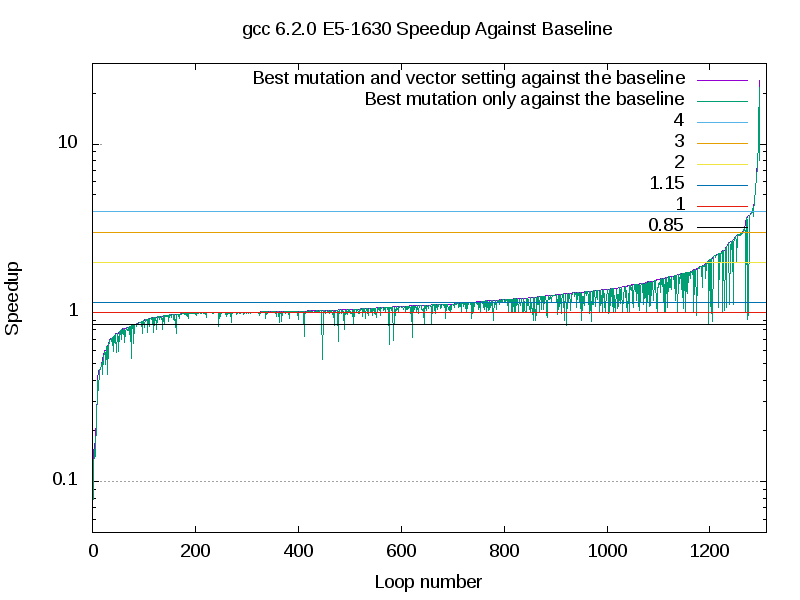 gcc 6.2.0 E5-1630 Speedup Against Baseline
Best mutation and vector setting against the baseline
Best mutation only against the baseline
4
3
2
1.15
1
0.85
10
1
0.1
Speedup
0 200 400 600 800 1000 1200
Loop number